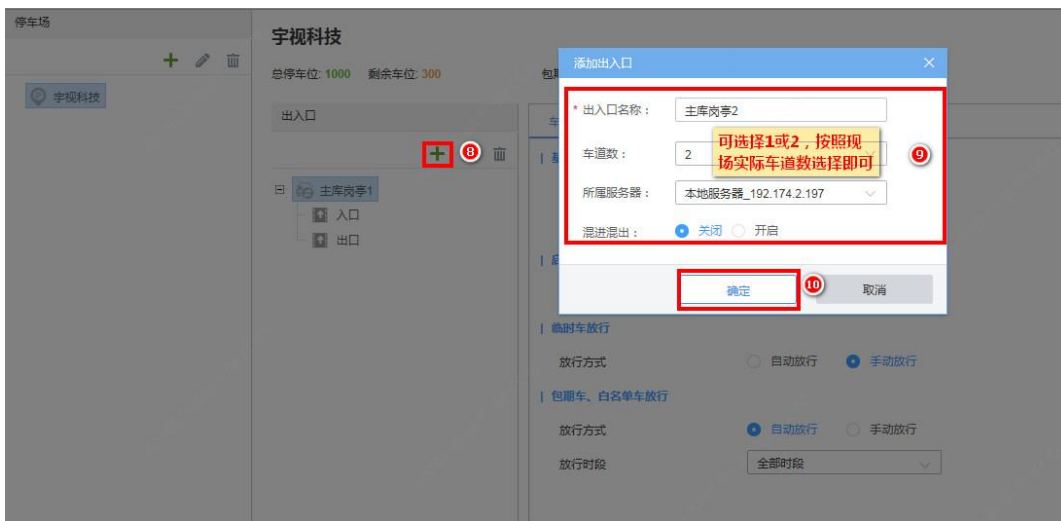 停车场
宇视科技
宇视科技
总停车位: 1000 剩余车位: 300
包
出入口
车
8
基
主库岗亭1
入口
出口
添加出入口
* 出入口名称：
主库岗亭2
车道数：
2
可选择1或2，按照现
场实际车道数选择即可
9
所属服务器：
本地服务器_192.174.2.197
混进混出：
关闭 开启
确定
10
取消
临时车放行
放行方式
自动放行 手动放行
包期车、白名单车放行
放行方式
自动放行 手动放行
放行时段
全部时段